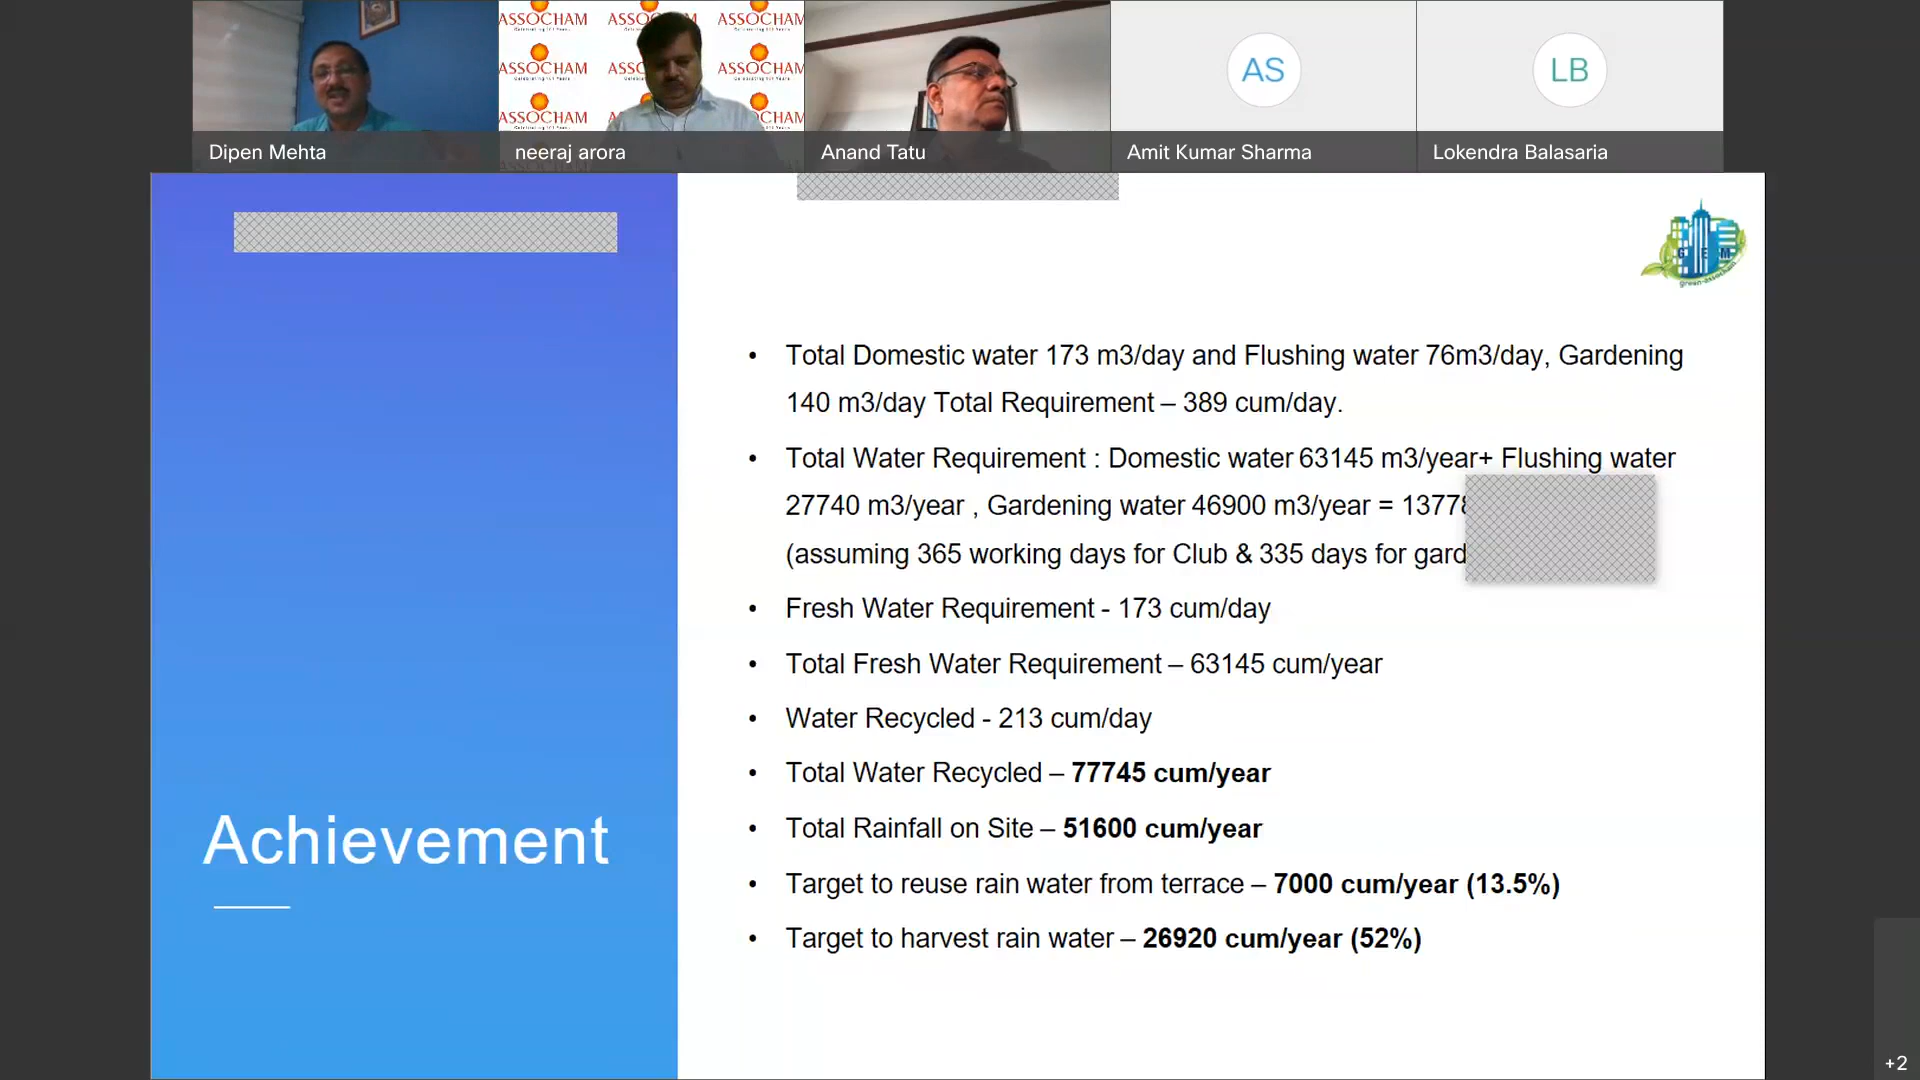 ASSOCHAM ASSOCHAM
ASSOCHAM ASSOCHAM
ASSOCHAM ASSOCHAM
AS
LB
Dipen Mehta
neeraj arora
Anand Tatu
Amit Kumar Sharma
Lokendra Balasaria
G E M
green-assocham
Achievement
• Total Domestic water 173 m3/day and Flushing water 76m3/day, Gardening
140 m3/day Total Requirement – 389 cum/day.
• Total Water Requirement : Domestic water 63145 m3/year+ Flushing water
27740 m3/year , Gardening water 46900 m3/year = 1377
(assuming 365 working days for Club & 335 days for gard
• Fresh Water Requirement - 173 cum/day
• Total Fresh Water Requirement – 63145 cum/year
• Water Recycled - 213 cum/day
• Total Water Recycled – 77745 cum/year
• Total Rainfall on Site – 51600 cum/year
• Target to reuse rain water from terrace – 7000 cum/year (13.5%)
• Target to harvest rain water – 26920 cum/year (52%)
+2